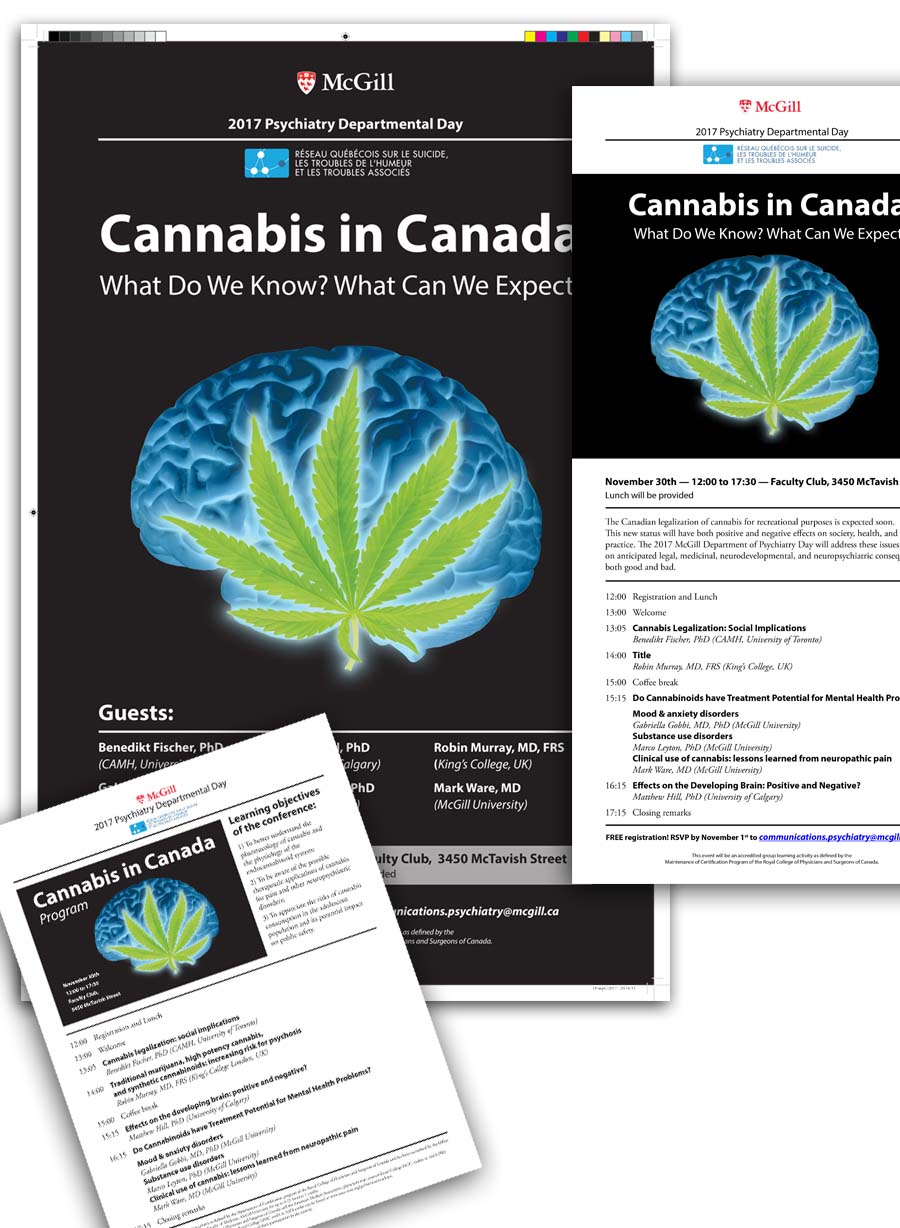 McGill
2017 Psychiatry Departmental Day
RÉSEAU QUÉBÉCOIS SUR LE SUICIDE,
LES TROUBLES DE L'HUMEUR
ET LES TROUBLES ASSOCIÉS
Cannabis in Canada
What Do We Know? What Can We Expect
Guests:
Benedikt Fischer, PhD
(CAMH,
PhD
Robin Murray, MD, FRS
(King's College, UK)
PhD
Mark Ware, MD
(McGill University)
Club, 3450 McTavish Street
communications.psychiatry@mcgill.ca
as defined by the
and Surgeons of Canada.
McGill
2017 Psychiatry Departmental Day
RÉSEAU QUÉBÉCOIS SUR LE SUICIDE,
LES TROUBLES DE L'HUMEUR
ET LES TROUBLES ASSOCIÉS
Cannabis in Canada
What Do We Know? What Can We Expect
November 30th — 12:00 to 17:30 — Faculty Club, 3450 McTavish
Lunch will be provided
The Canadian legalization of cannabis for recreational purposes is expected soon.
This new status will have both positive and negative effects on society, health, and
practice. The 2017 McGill Department of Psychiatry Day will address these issues
on anticipated legal, medicinal, neurodevelopmental, and neuropsychiatric conseq
both good and bad.
12:00 Registration and Lunch
13:00 Welcome
13:05 Cannabis Legalization: Social Implications
Benedikt Fischer, PhD (CAMH, University of Toronto)
14:00 Title
Robin Murray, MD, FRS (King's College, UK)
15:00 Coffee break
15:15 Do Cannabinoids have Treatment Potential for Mental Health Pro
Mood & anxiety disorders
Gabriella Gobbi, MD, PhD (McGill University)
Substance use disorders
Marco Leyton, PhD (McGill University)
Clinical use of cannabis: lessons learned from neuropathic pain
Mark Ware, MD (McGill University)
16:15 Effects on the Developing Brain: Positive and Negative?
Matthew Hill, PhD (University of Calgary)
17:15 Closing remarks
FREE registration! RSVP by November 1st to communications.psychiatry@mcgill
This event will be an accredited group learning activity as defined by the
Maintenance of Certification Program of the Royal College of Physicians and Surgeons of Canada.
McGill
2017 Psychiatry Departmental Day
Cannabis in Canada
Program
November 30th
12:00 to 17:30
Faculty Club,
3450 McTavish Street
Learning objectives
of the conference:
1) To better understand the
pharmacology of cannabis and
the physiology of the
endocannabinoid system;
2) To be aware of the possible
therapeutic applications of cannabis
for pain and other neuropsychiatric
disorders;
3) To appreciate the risks of cannabis
consumption in the adolescent
population and its potential impact
on public safety.
12:00 Registration and Lunch
13:00 Welcome
13:05 Cannabis legalization: social implications
Benedikt Fischer, PhD (CAMH, University of Toronto)
14:00 Traditional marijuana, high potency cannabis,
and synthetic cannabinoids: increasing risk for psychosis
Robin Murray, MD, FRS (King's College London, UK)
15:00 Coffee break
15:15 Effects on the developing brain: positive and negative?
Matthew Hill, PhD (University of Calgary)
16:15 Do Cannabinoids have Treatment Potential for Mental Health Problems?
Mood & anxiety disorders
Gabriella Gobbi, MD, PhD (McGill University)
Substance use disorders
Marco Leyton, PhD (McGill University)
Clinical use of cannabis: lessons learned from neuropathic pain
Mark Ware, MD (McGill University)
Closing remarks